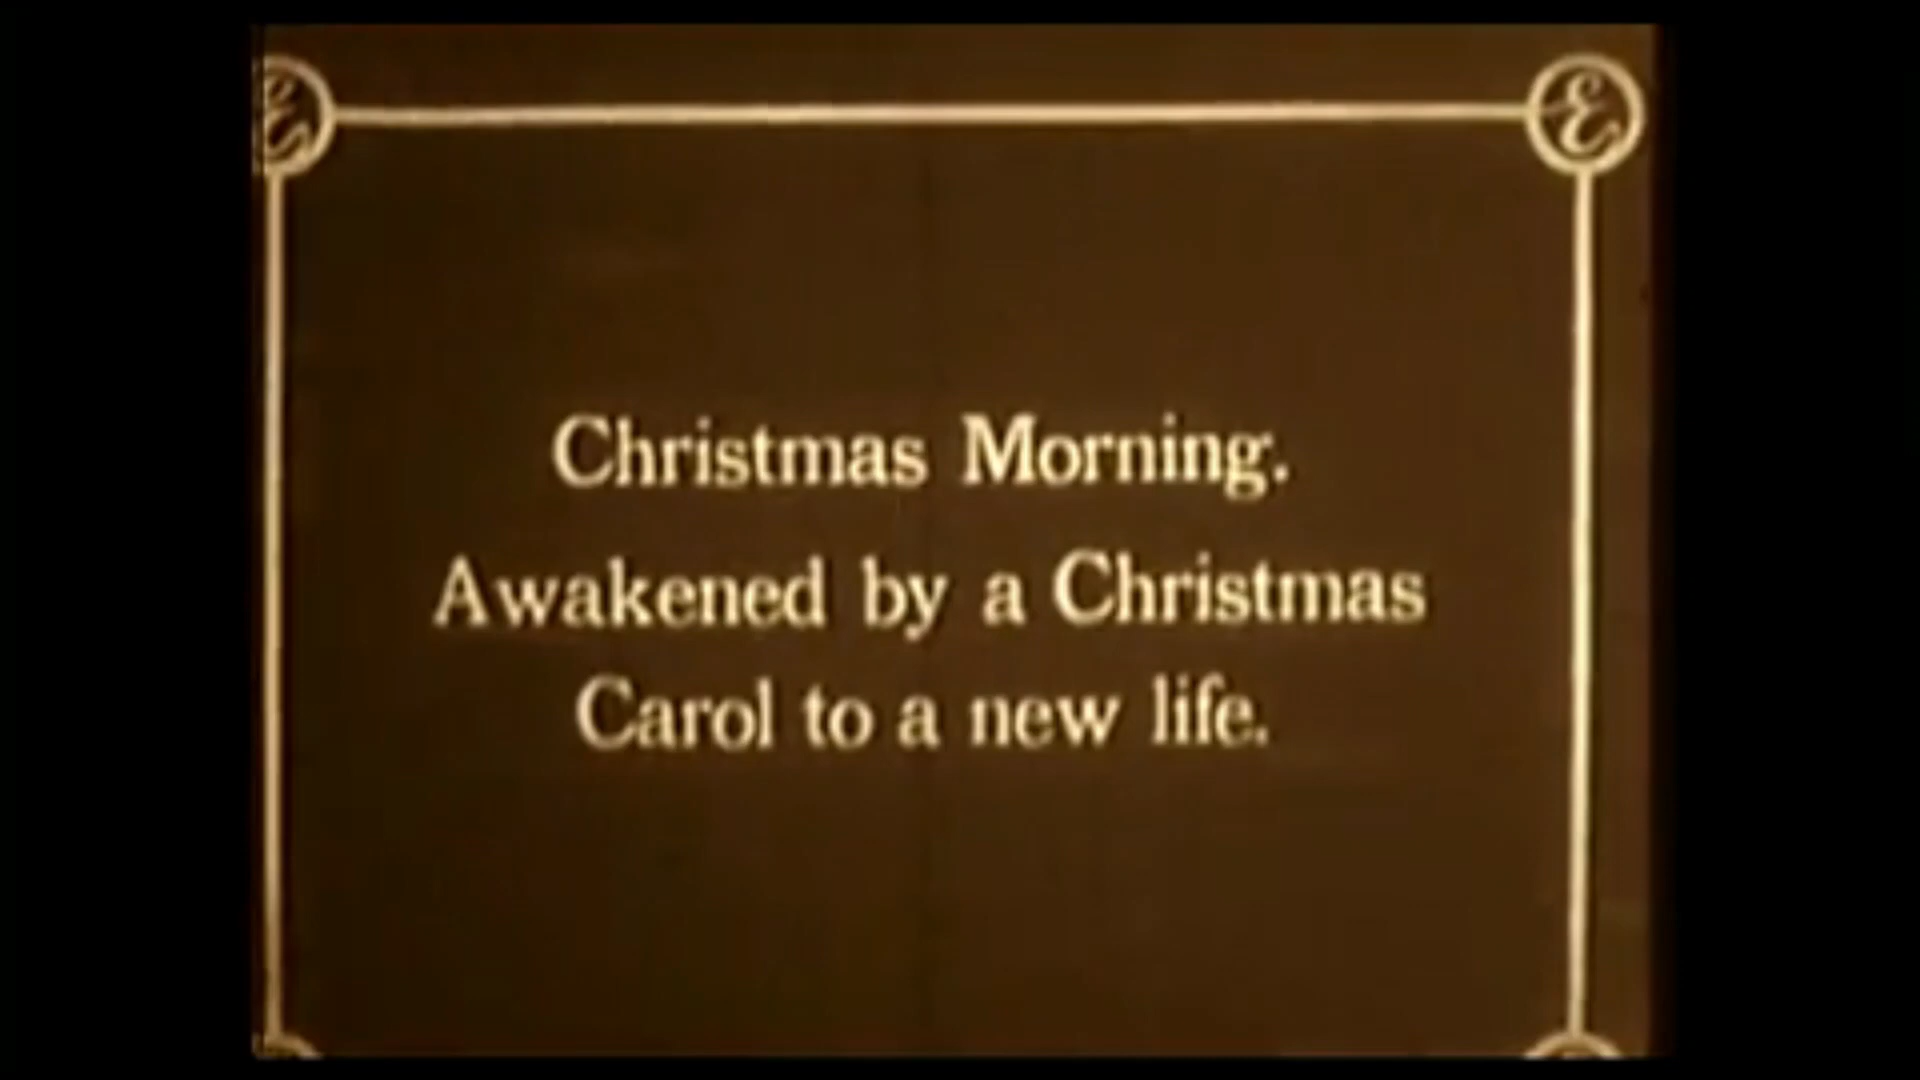 E E
Christmas Morning.
Awakened by a Christmas
Carol to a new life.